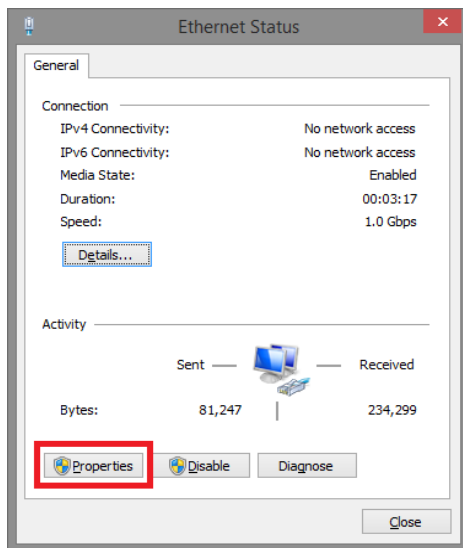 Ethernet Status
General
Connection
IPv4 Connectivity: No network access
IPv6 Connectivity: No network access
Media State: Enabled
Duration: 00:03:17
Speed: 1.0 Gbps
Details...
Activity
Sent Received
Bytes: 81,247 234,299
Properties Disable Diagnose
Close